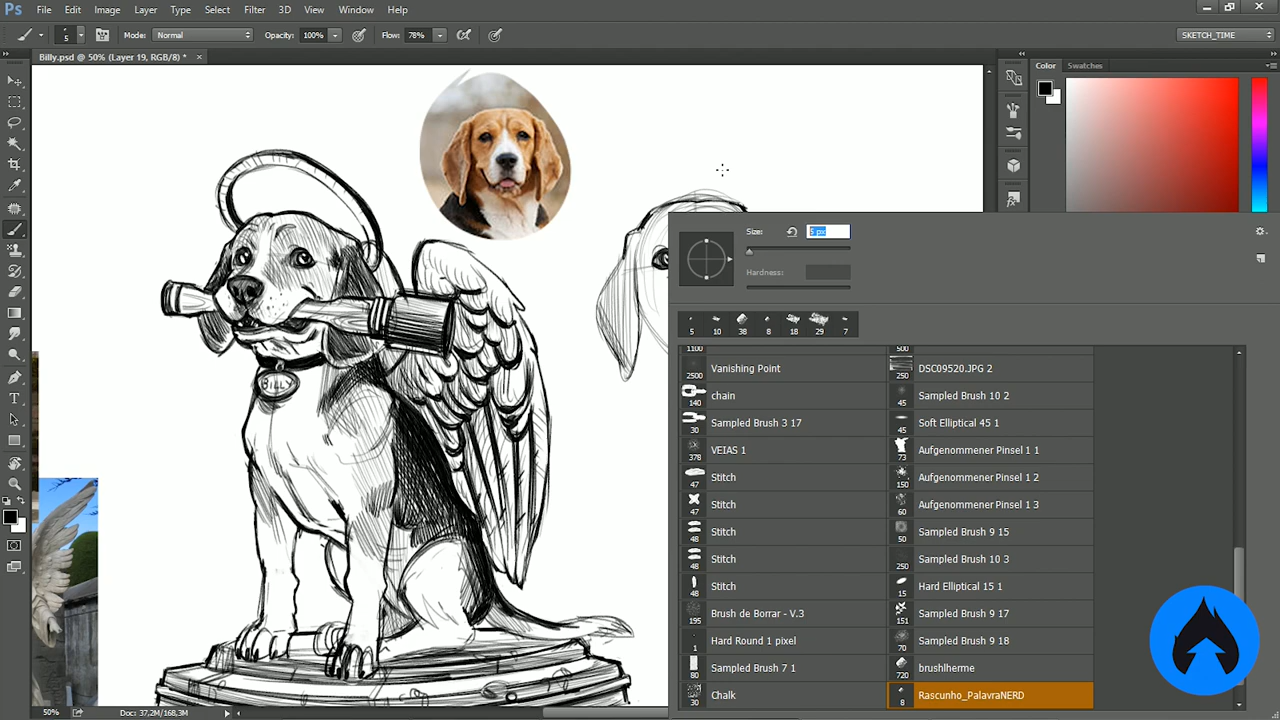 Ps File Edit Image Layer Type Select Filter 3D View Window Help
5 Mode: Normal Opacity: 100% Flow: 78% SKETCH_TIME
Billy.psd @ 50% (Layer 19, RGB/8) * × Color Swatches
Size: 5 px
Hardness:
5 10 38 8 18 29 7
1100 500
2500 Vanishing Point 250 DSC09520.JPG 2
140 chain 45 Sampled Brush 10 2
30 Sampled Brush 3 17 45 Soft Elliptical 45 1
378 VEIAS 1 73 Aufgenommener Pinsel 1 1
47 Stitch 150 Aufgenommener Pinsel 1 2
47 Stitch 60 Aufgenommener Pinsel 1 3
48 Stitch 50 Sampled Brush 9 15
48 Stitch 250 Sampled Brush 10 3
48 Stitch 15 Hard Elliptical 15 1
195 Brush de Borrar - V.3 151 Sampled Brush 9 17
1 Hard Round 1 pixel 70 Sampled Brush 9 18
80 Sampled Brush 7 1 720 brushlherme
30 Chalk 8 Rascunho_PalavraNERD
BILLY
50% Doc: 37,2M/168,3M